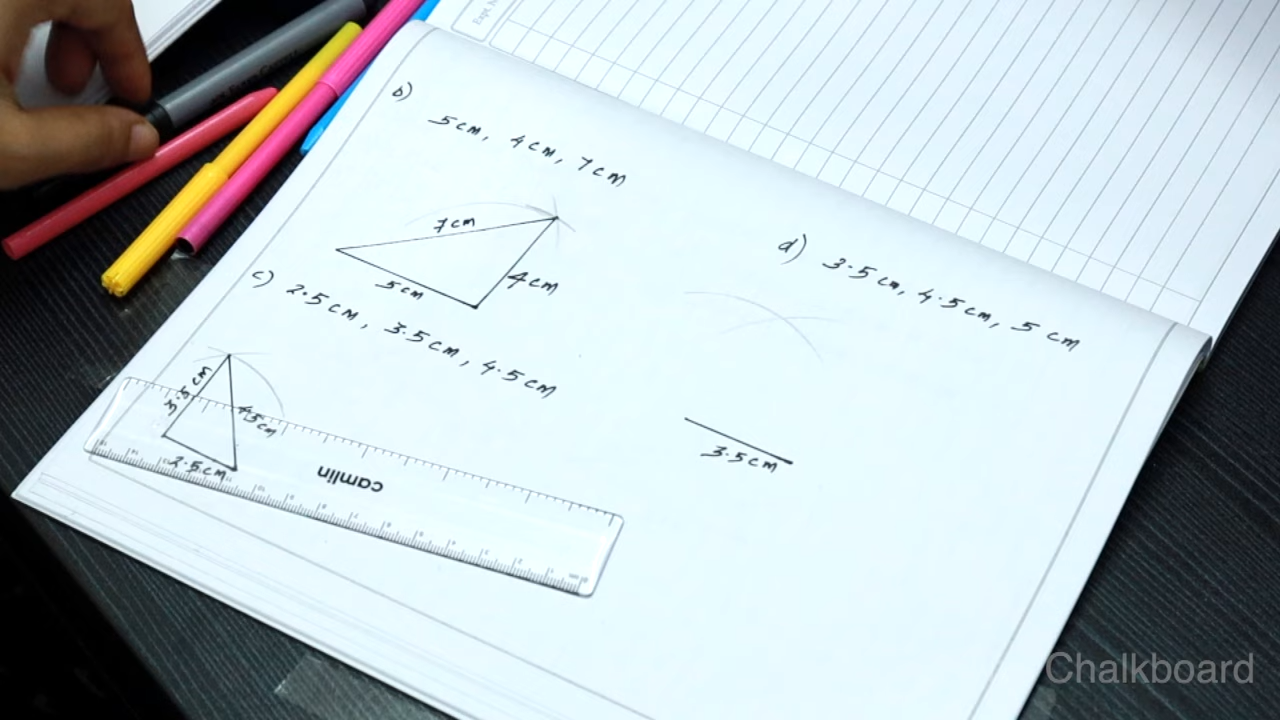 b)
5cm, 4cm, 7cm
7cm
4cm
5cm
c)
2.5cm, 3.5cm, 4.5cm
3.5cm
4.5cm
2.5cm
camlin
d)
3.5cm, 4.5cm, 5cm
3.5cm
Chalkboard